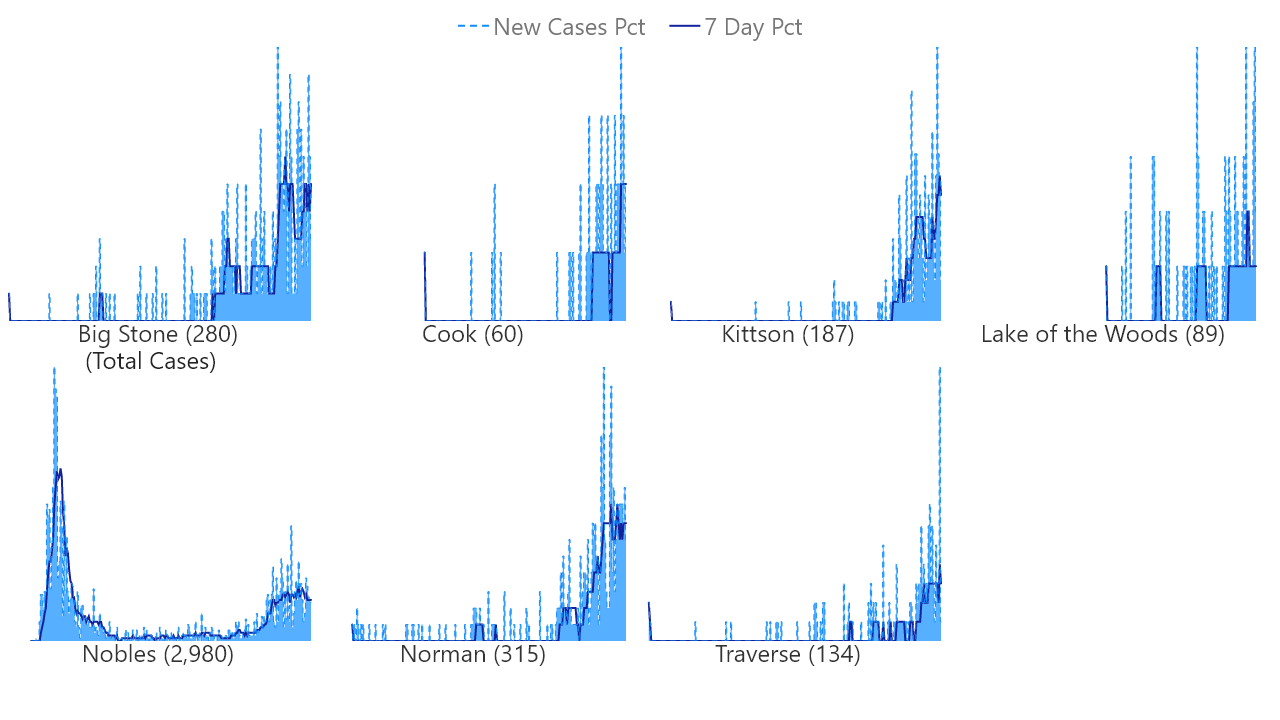 New Cases Pct 7 Day Pct
Big Stone (280)
(Total Cases)
Cook (60)
Kittson (187)
Lake of the Woods (89)
Nobles (2,980)
Norman (315)
Traverse (134)